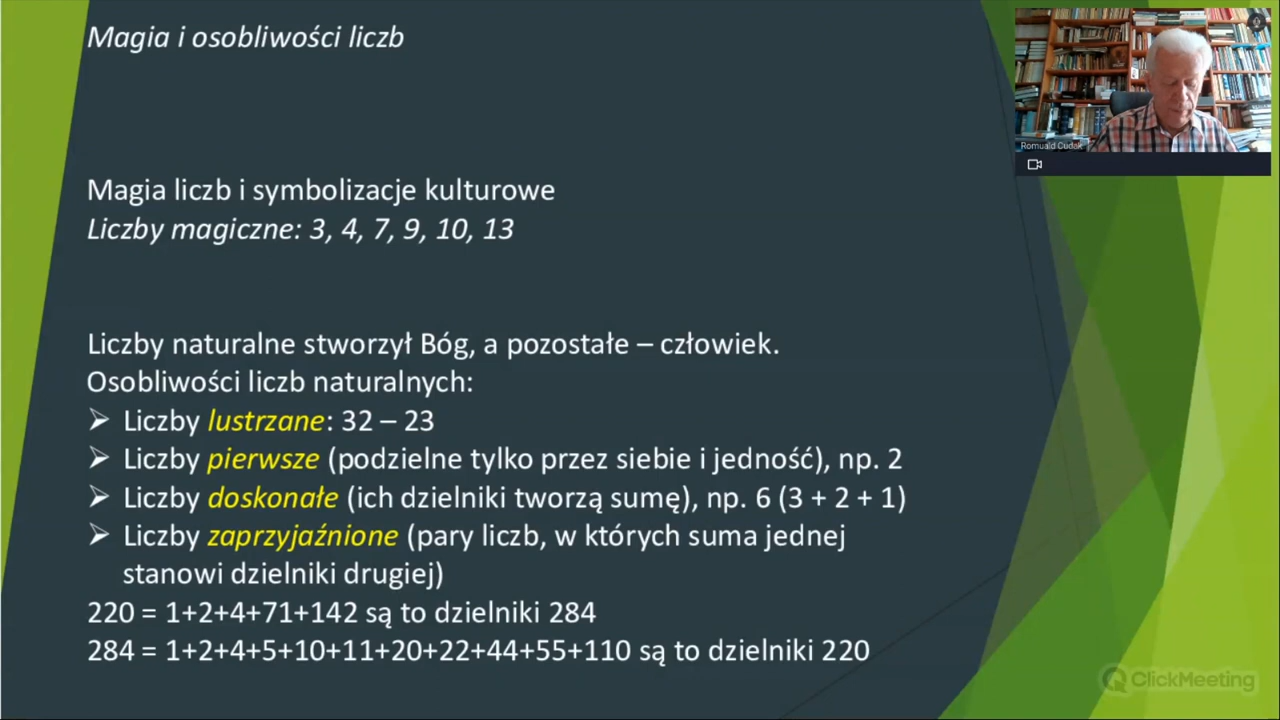 Magia i osobliwości liczb
Romuald Cudak
Magia liczb i symbolizacje kulturowe
Liczby magiczne: 3, 4, 7, 9, 10, 13
Liczby naturalne stworzył Bóg, a pozostałe – człowiek.
Osobliwości liczb naturalnych:
➢ Liczby lustrzane: 32 – 23
➢ Liczby pierwsze (podzielne tylko przez siebie i jedność), np. 2
➢ Liczby doskonałe (ich dzielniki tworzą sumę), np. 6 (3 + 2 + 1)
➢ Liczby zaprzyjaźnione (pary liczb, w których suma jednej
stanowi dzielniki drugiej)
220 = 1+2+4+71+142 są to dzielniki 284
284 = 1+2+4+5+10+11+20+22+44+55+110 są to dzielniki 220
ClickMeeting